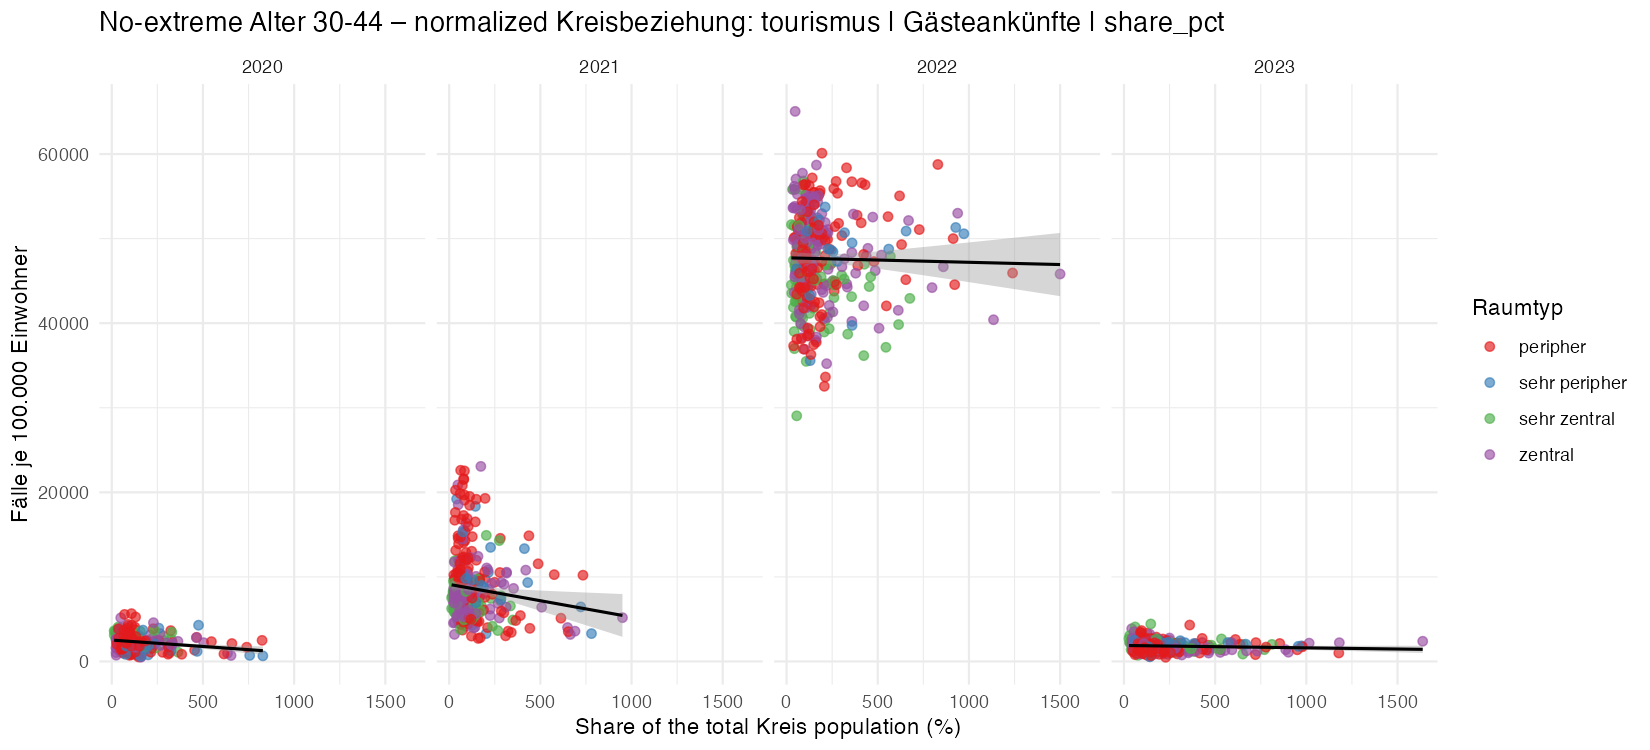 No-extreme Alter 30-44 – normalized Kreisbeziehung: tourismus | Gästeankünfte | share_pct
2020 2021 2022 2023
Fälle je 100.000 Einwohner
60000
40000
20000
0
0 500 1000 1500 0 500 1000 1500 0 500 1000 1500 0 500 1000 1500
Share of the total Kreis population (%)
Raumtyp
peripher
sehr peripher
sehr zentral
zentral